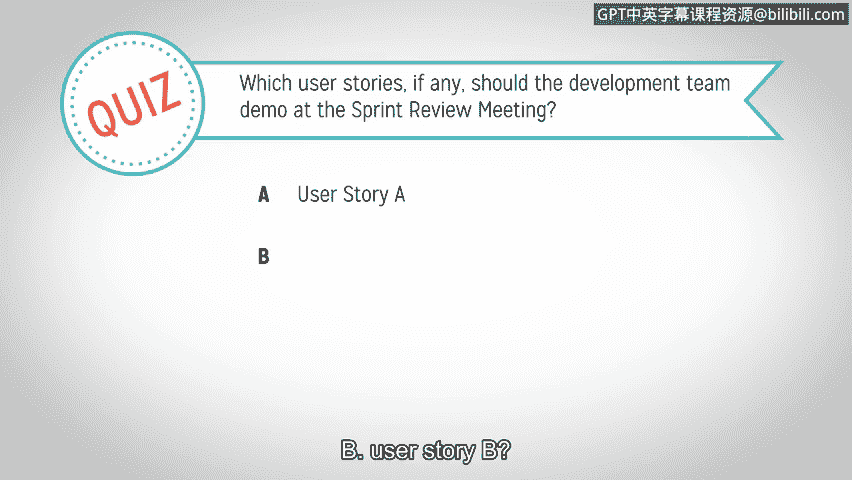 GPT中英字幕课程资源@bilibili.com
QUIZ
Which user stories, if any, should the development team
demo at the Sprint Review Meeting?
A User Story A
B
B. user story B?